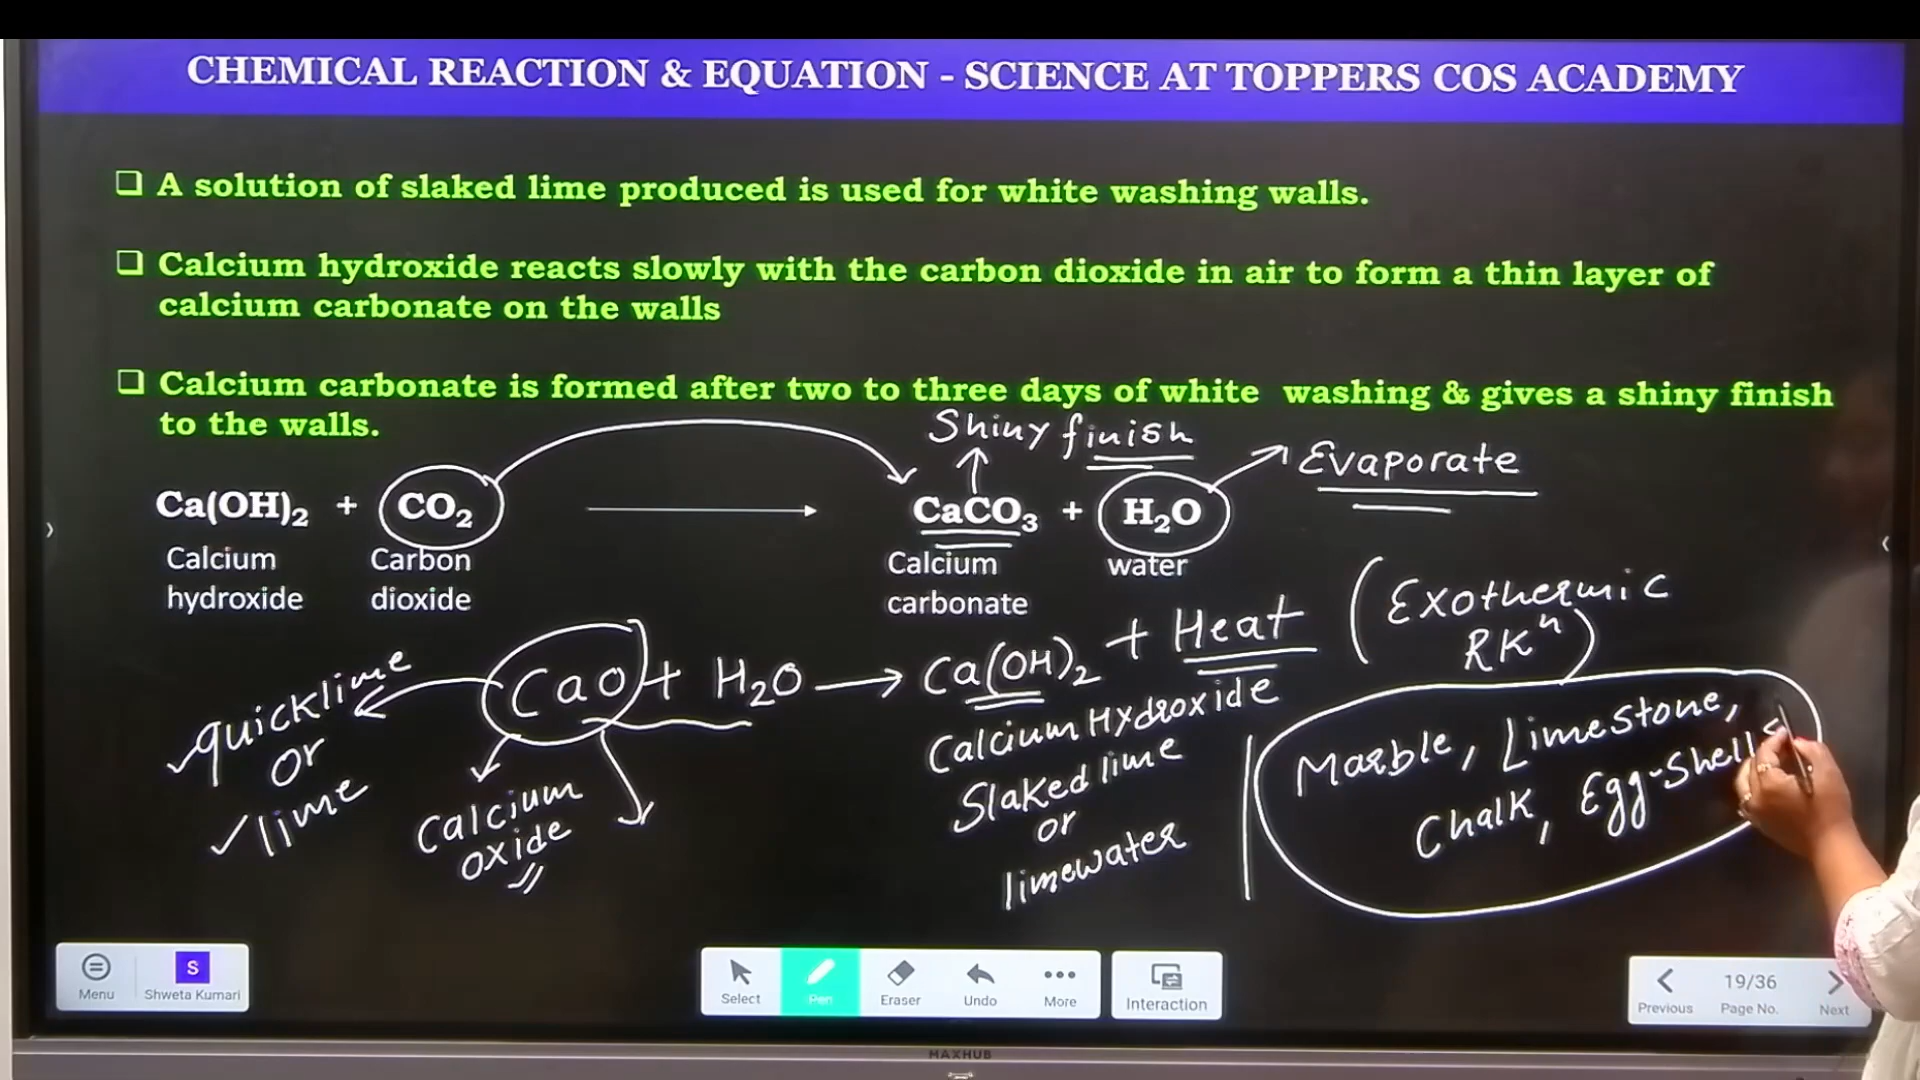 CHEMICAL REACTION & EQUATION - SCIENCE AT TOPPERS COS ACADEMY
A solution of slaked lime produced is used for white washing walls.
Calcium hydroxide reacts slowly with the carbon dioxide in air to form a thin layer of
calcium carbonate on the walls
Calcium carbonate is formed after two to three days of white washing & gives a shiny finish
to the walls.
Shiny finish
Evaporate
Ca(OH)₂ + CO₂ → CaCO₃ + H₂O
Calcium hydroxide
Carbon dioxide
Calcium carbonate
water
CaO + H₂O → Ca(OH)₂ + Heat (Exothermic
RKⁿ)
quicklime
or
lime
Calcium
oxide
Calcium Hydroxide
Slaked lime
or
limewater
Marble, Limestone,
Chalk, Egg-Shells
Menu
S
Shweta Kumari
Select
Pen
Eraser
Undo
More
Interaction
Previous
19/36
Page No.
Next
MAXHUB